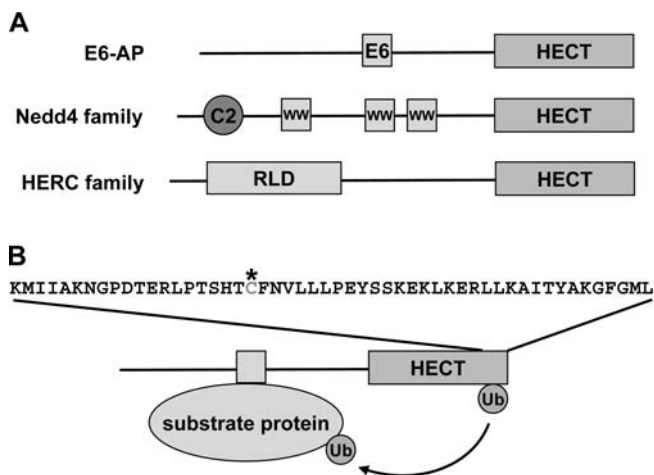 A
E6-AP E6 HECT
Nedd4 family C2 WW WW WW HECT
HERC family RLD HECT
B
*
KMIIAKNGPDTERLPTSHTCFNVLLLPEYSSKEKLKERLLKAITYAKGFGML
HECT
Ub
substrate protein
Ub